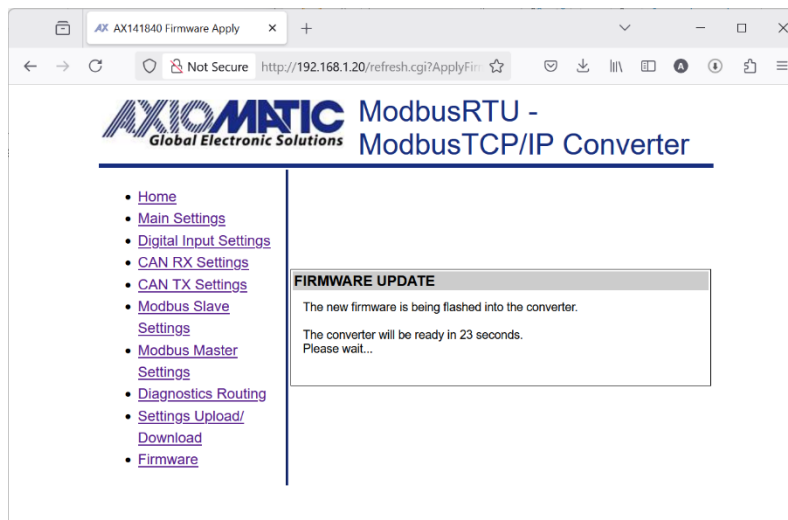 AX141840 Firmware Apply
Not Secure http://192.168.1.20/refresh.cgi?ApplyFir
AXIOMATIC
Global Electronic Solutions
ModbusRTU -
ModbusTCP/IP Converter
Home
Main Settings
Digital Input Settings
CAN RX Settings
CAN TX Settings
Modbus Slave
Settings
Modbus Master
Settings
Diagnostics Routing
Settings Upload/
Download
Firmware
FIRMWARE UPDATE
The new firmware is being flashed into the converter.
The converter will be ready in 23 seconds.
Please wait...